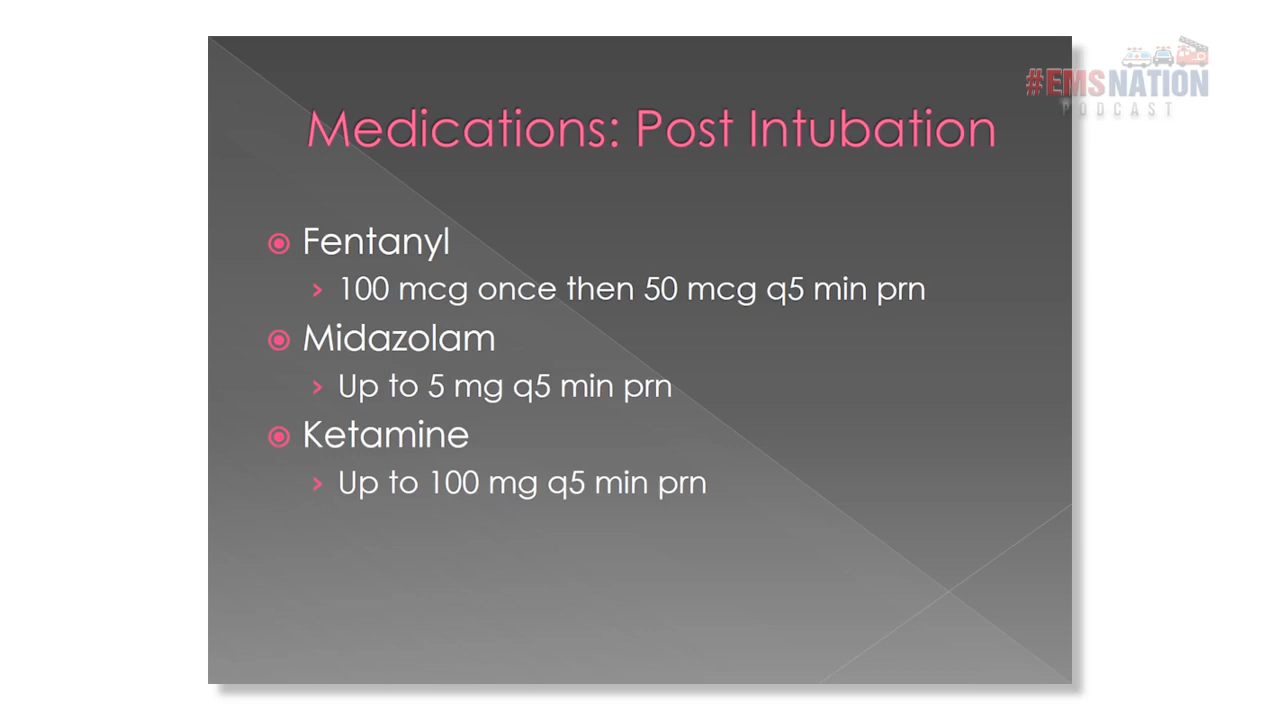 #EMSNATION
PODCAST
Medications: Post Intubation
Fentanyl
100 mcg once then 50 mcg q5 min prn
Midazolam
Up to 5 mg q5 min prn
Ketamine
Up to 100 mg q5 min prn